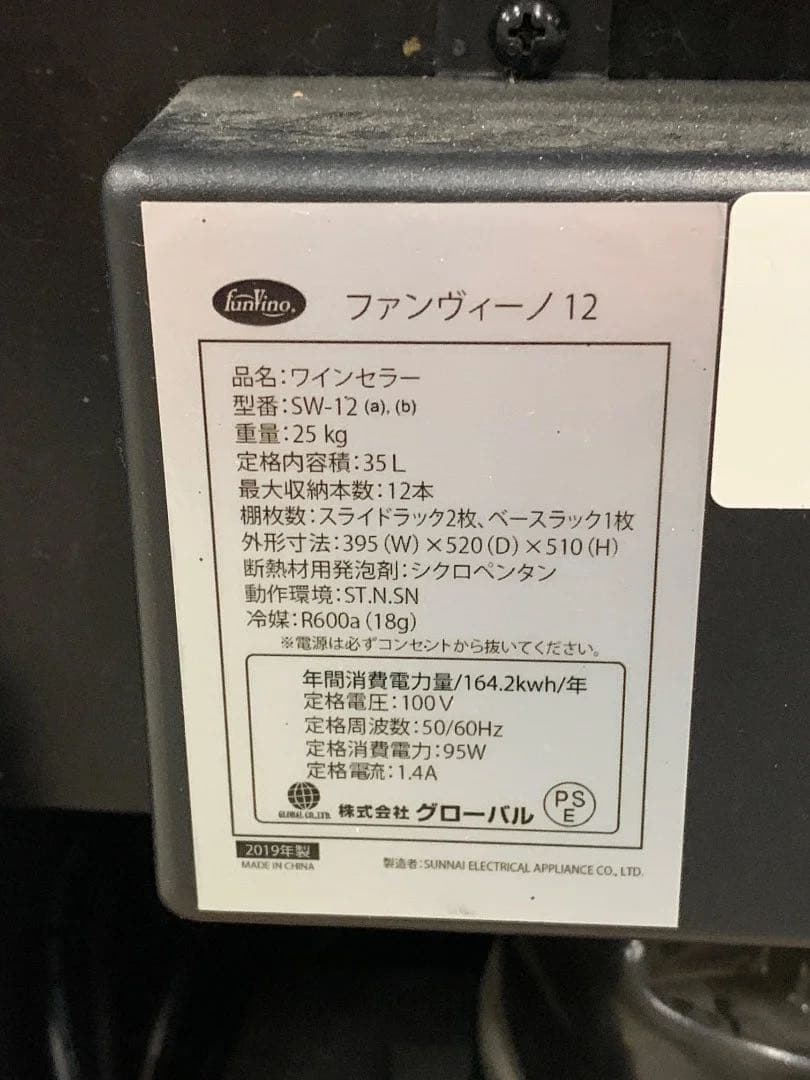 funVino. ファンヴィーノ 12
品名:ワインセラー
型番:SW-12 (a), (b)
重量:25 kg
定格内容積:35L
最大収納本数:12本
棚枚数:スライドラック2枚、ベースラック1枚
外形寸法:395(W)×520(D)×510(H)
断熱材用発泡剤:シクロペンタン
動作環境:ST.N.SN
冷媒:R600a(18g)
※電源は必ずコンセントから抜いてください。
年間消費電力量/164.2kwh/年
定格電圧:100V
定格周波数:50/60Hz
定格消費電力:95W
定格電流:1.4A
GLOBAL CO.,LTD. 株式会社 グローバル PSE
2019年製
MADE IN CHINA
製造者:SUNNAI ELECTRICAL APPLIANCE CO., LTD.